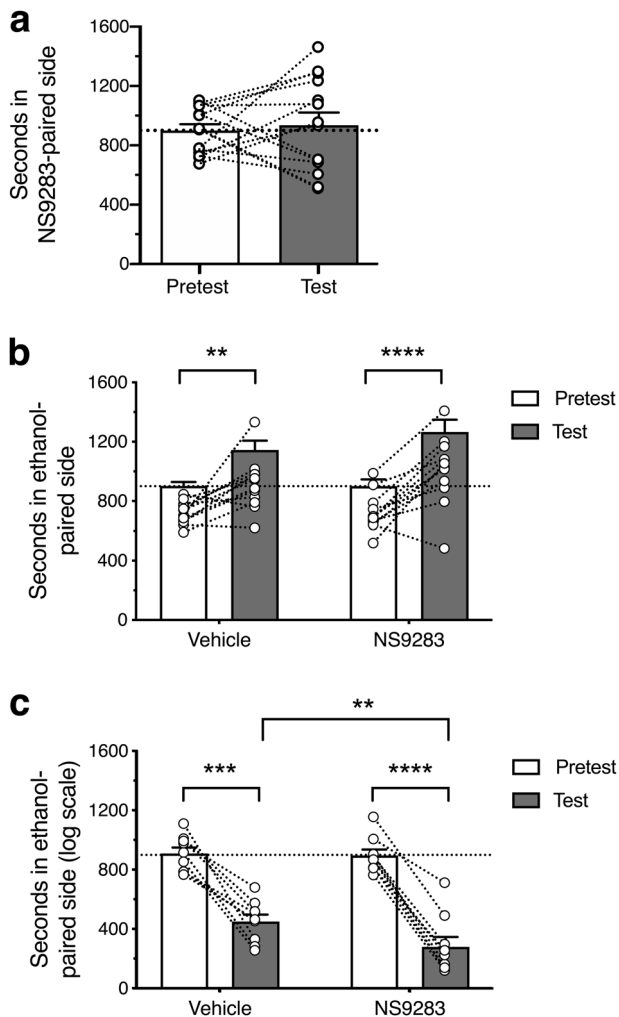 a
Seconds in
NS9283-paired side
1600
1200
800
400
0
Pretest
Test
b
**
****
Seconds in ethanol-
paired side
1600
1200
800
400
0
Vehicle
NS9283
Pretest
Test
c
**
***
****
Seconds in ethanol-
paired side (log scale)
1600
1200
800
400
0
Vehicle
NS9283
Pretest
Test